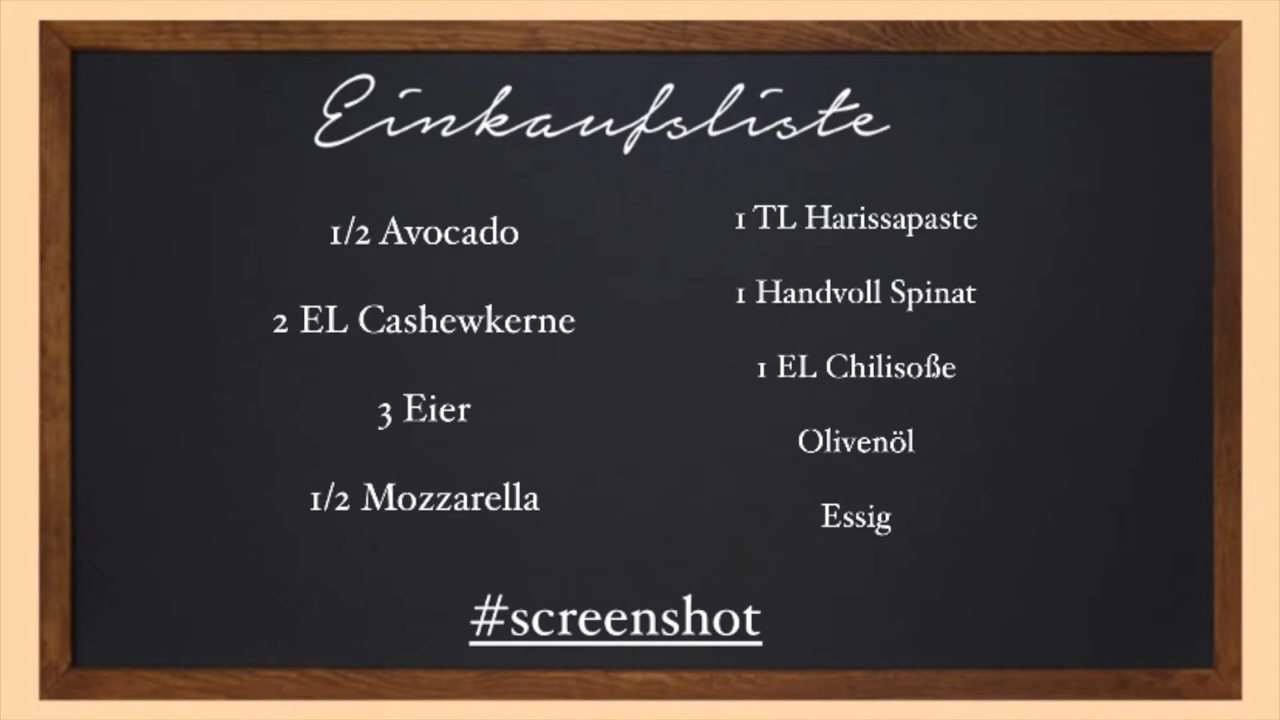 Einkaufsliste
1/2 Avocado
2 EL Cashewkerne
3 Eier
1/2 Mozzarella
1 TL Harissapaste
1 Handvoll Spinat
1 EL Chilisoße
Olivenöl
Essig
#screenshot